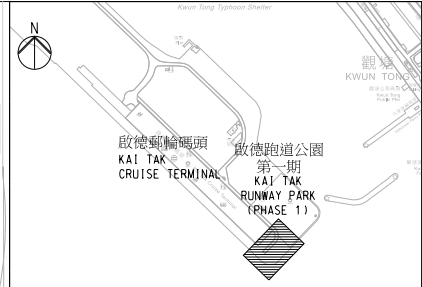 Kwun Tong Typhoon Shelter
N
觀塘
KWUN TONG
啟德郵輪碼頭
KAI TAK
CRUISE TERMINAL
啟德跑道公園
第一期
KAI TAK
RUNWAY PARK
(PHASE 1)